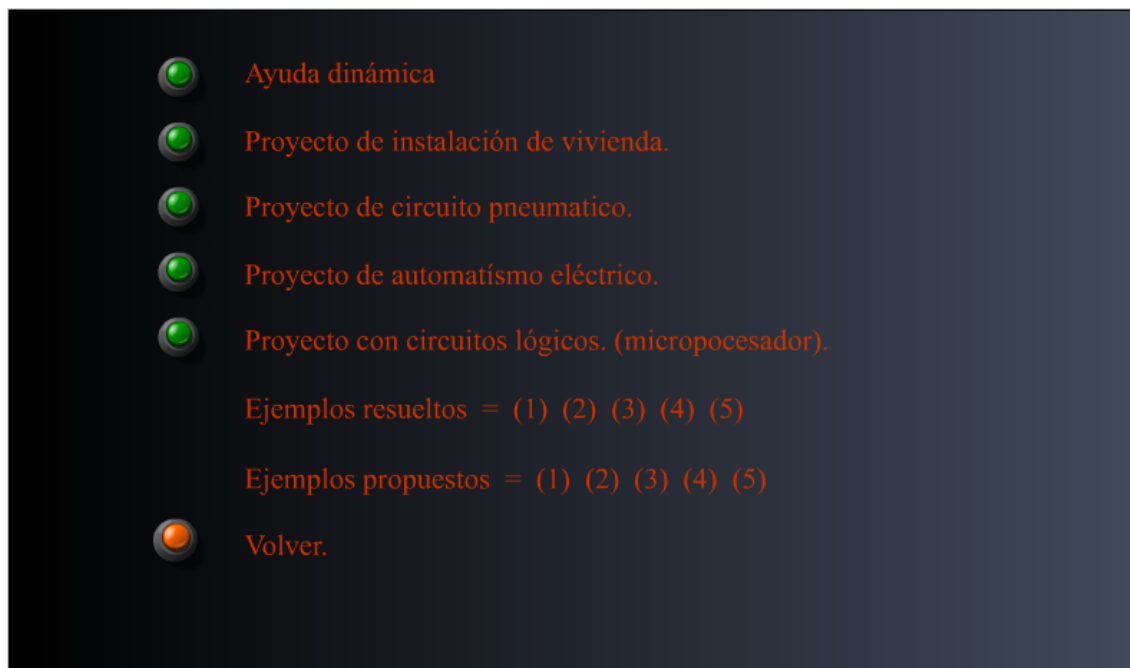 Ayuda dinámica
Proyecto de instalación de vivienda.
Proyecto de circuito pneumatico.
Proyecto de automatísmo eléctrico.
Proyecto con circuitos lógicos. (micropocesador).
Ejemplos resueltos = (1) (2) (3) (4) (5)
Ejemplos propuestos = (1) (2) (3) (4) (5)
Volver.